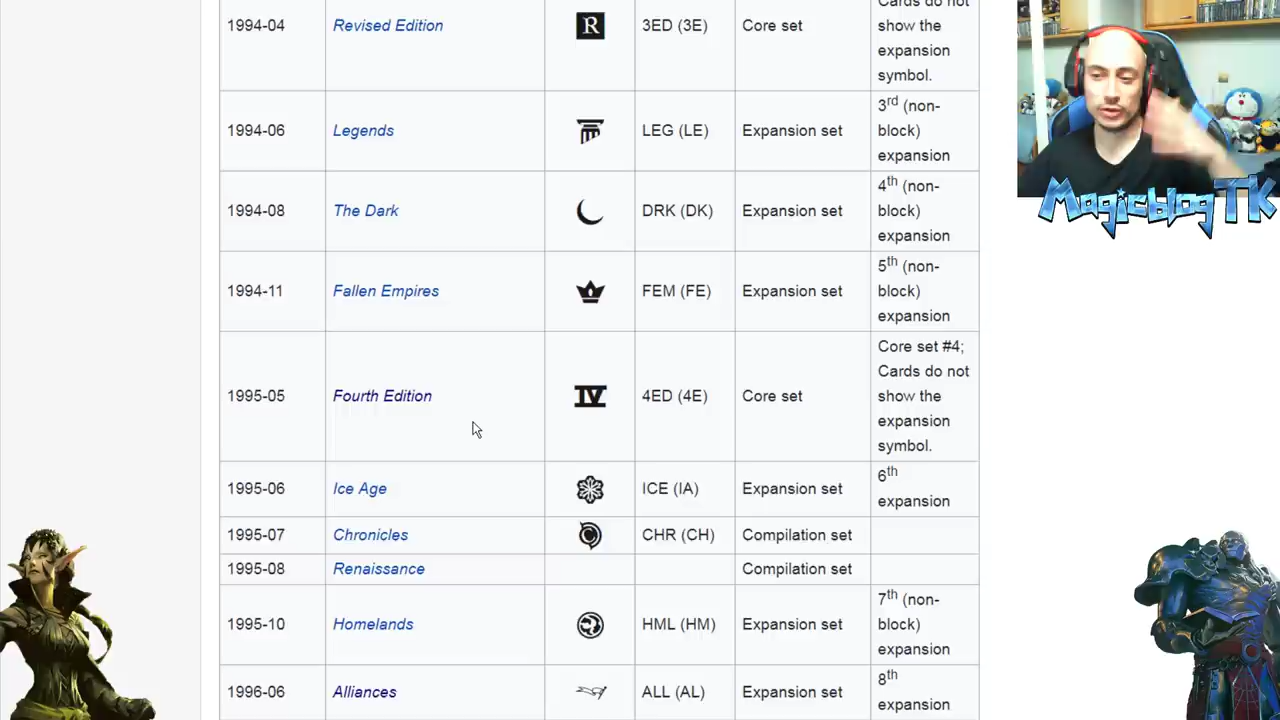 Cards do not
1994-04 Revised Edition R 3ED (3E) Core set show the
expansion
symbol.
1994-06 Legends LEG (LE) Expansion set 3rd (non-
block)
expansion
1994-08 The Dark DRK (DK) Expansion set 4th (non-
block)
expansion
1994-11 Fallen Empires FEM (FE) Expansion set 5th (non-
block)
expansion
1995-05 Fourth Edition IV 4ED (4E) Core set Core set #4;
Cards do not
show the
expansion
symbol.
1995-06 Ice Age ICE (IA) Expansion set 6th
expansion
1995-07 Chronicles CHR (CH) Compilation set
1995-08 Renaissance Compilation set
1995-10 Homelands HML (HM) Expansion set 7th (non-
block)
expansion
1996-06 Alliances ALL (AL) Expansion set 8th
expansion
MagicblogTK